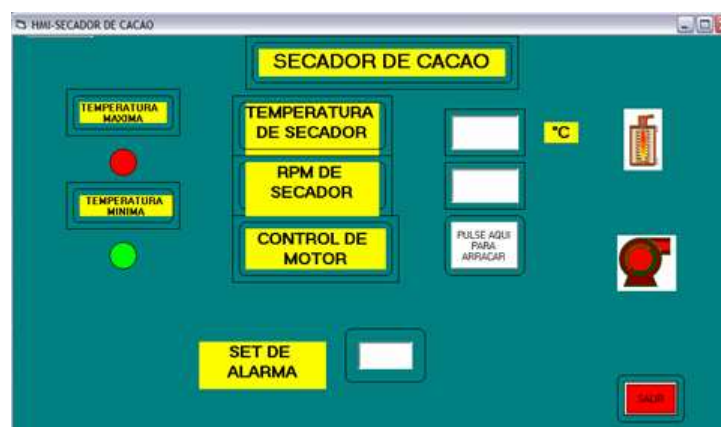 HMI-SECADOR DE CACAO
SECADOR DE CACAO
TEMPERATURA
MAXIMA
TEMPERATURA
DE SECADOR
°C
RPM DE
SECADOR
TEMPERATURA
MINIMA
CONTROL DE
MOTOR
PULSE AQUI
PARA
ARRACAR
SET DE
ALARMA
SALIR